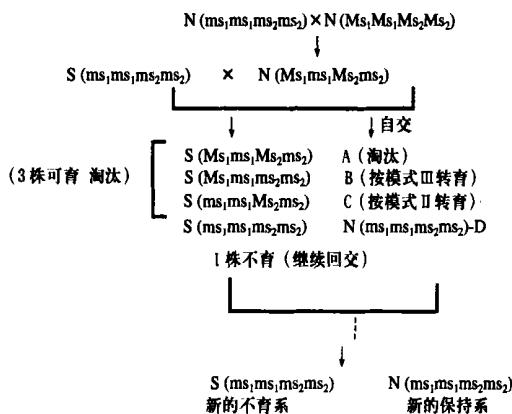 N(ms₁ms₁ms₂ms₂)×N(Ms₁Ms₁Ms₂Ms₂)
S(ms₁ms₁ms₂ms₂) × N(Ms₁ms₁Ms₂ms₂)
自交
S(Ms₁ms₁Ms₂ms₂) A(淘汰)
(3株可育 淘汰) S(Ms₁ms₁ms₂ms₂) B(按模式Ⅲ转育)
S(ms₁ms₁Ms₂ms₂) C(按模式Ⅱ转育)
S(ms₁ms₁ms₂ms₂) N(ms₁ms₁ms₂ms₂)-D
1株不育(继续回交)
S(ms₁ms₁ms₂ms₂) N(ms₁ms₁ms₂ms₂)
新的不育系 新的保持系